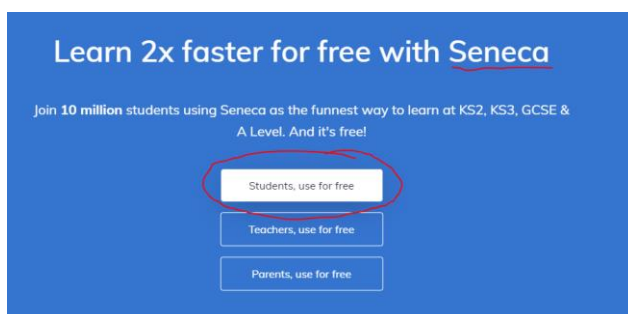 Learn 2x faster for free with Seneca
Join 10 million students using Seneca as the funnest way to learn at KS2, KS3, GCSE &
A Level. And it's free!
Students, use for free
Teachers, use for free
Parents, use for free